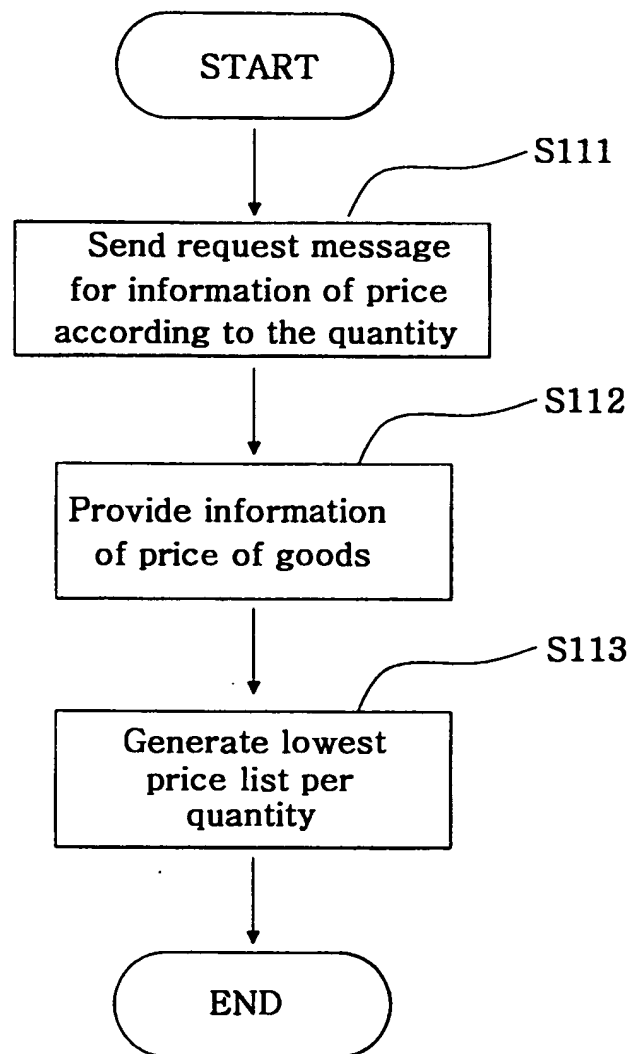 START
S111
Send request message
for information of price
according to the quantity
S112
Provide information
of price of goods
S113
Generate lowest
price list per
quantity
END